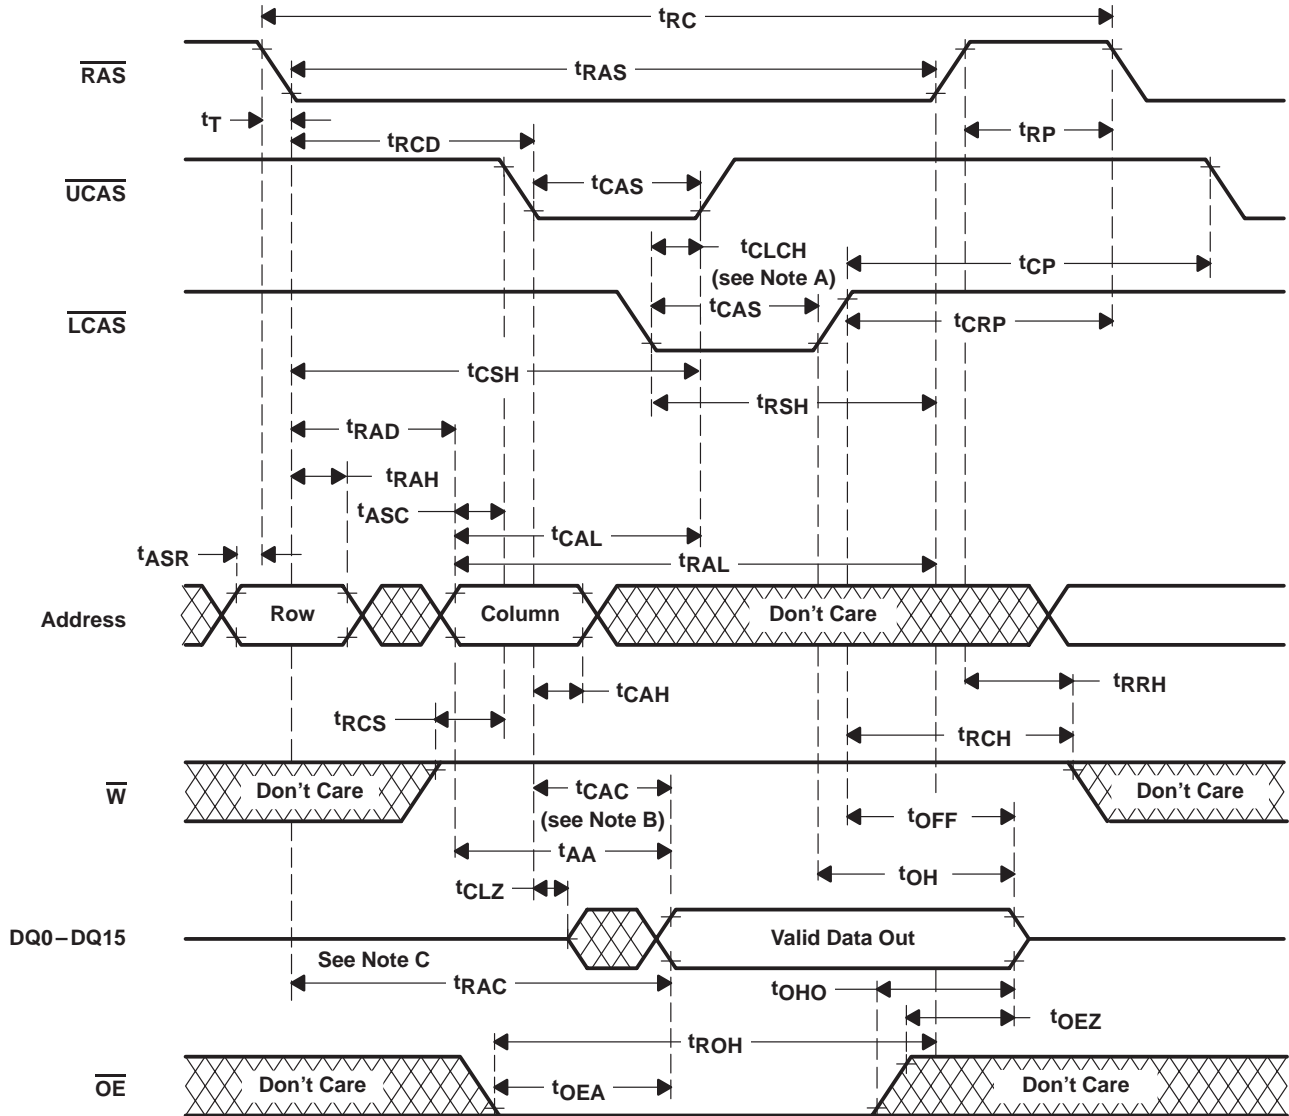 tRC
RAS
tRAS
tT
tRCD
tRP
UCAS
tCAS
tCLCH
(see Note A)
tCP
LCAS
tCAS
tCRP
tCSH
tRSH
tRAD
tRAH
tASC
tCAL
tASR
tRAL
Address
Row
Column
Don't Care
tCAH
tRRH
tRCS
tRCH
W
Don't Care
Don't Care
tCAC
(see Note B)
tOFF
tAA
tOH
tCLZ
DQ0–DQ15
Valid Data Out
See Note C
tRAC
tOHO
tOEZ
tROH
OE
Don't Care
tOEA
Don't Care